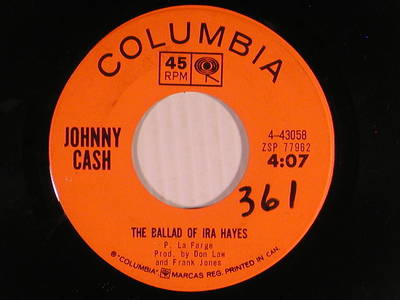 COLUMBIA
45
RPM
JOHNNY
CASH
4-43058
ZSP 77962
4:07
361
THE BALLAD OF IRA HAYES
P. La Farge
Prod. by Don Law
and Frank Jones
® "COLUMBIA", MARCAS REG. PRINTED IN CAN.